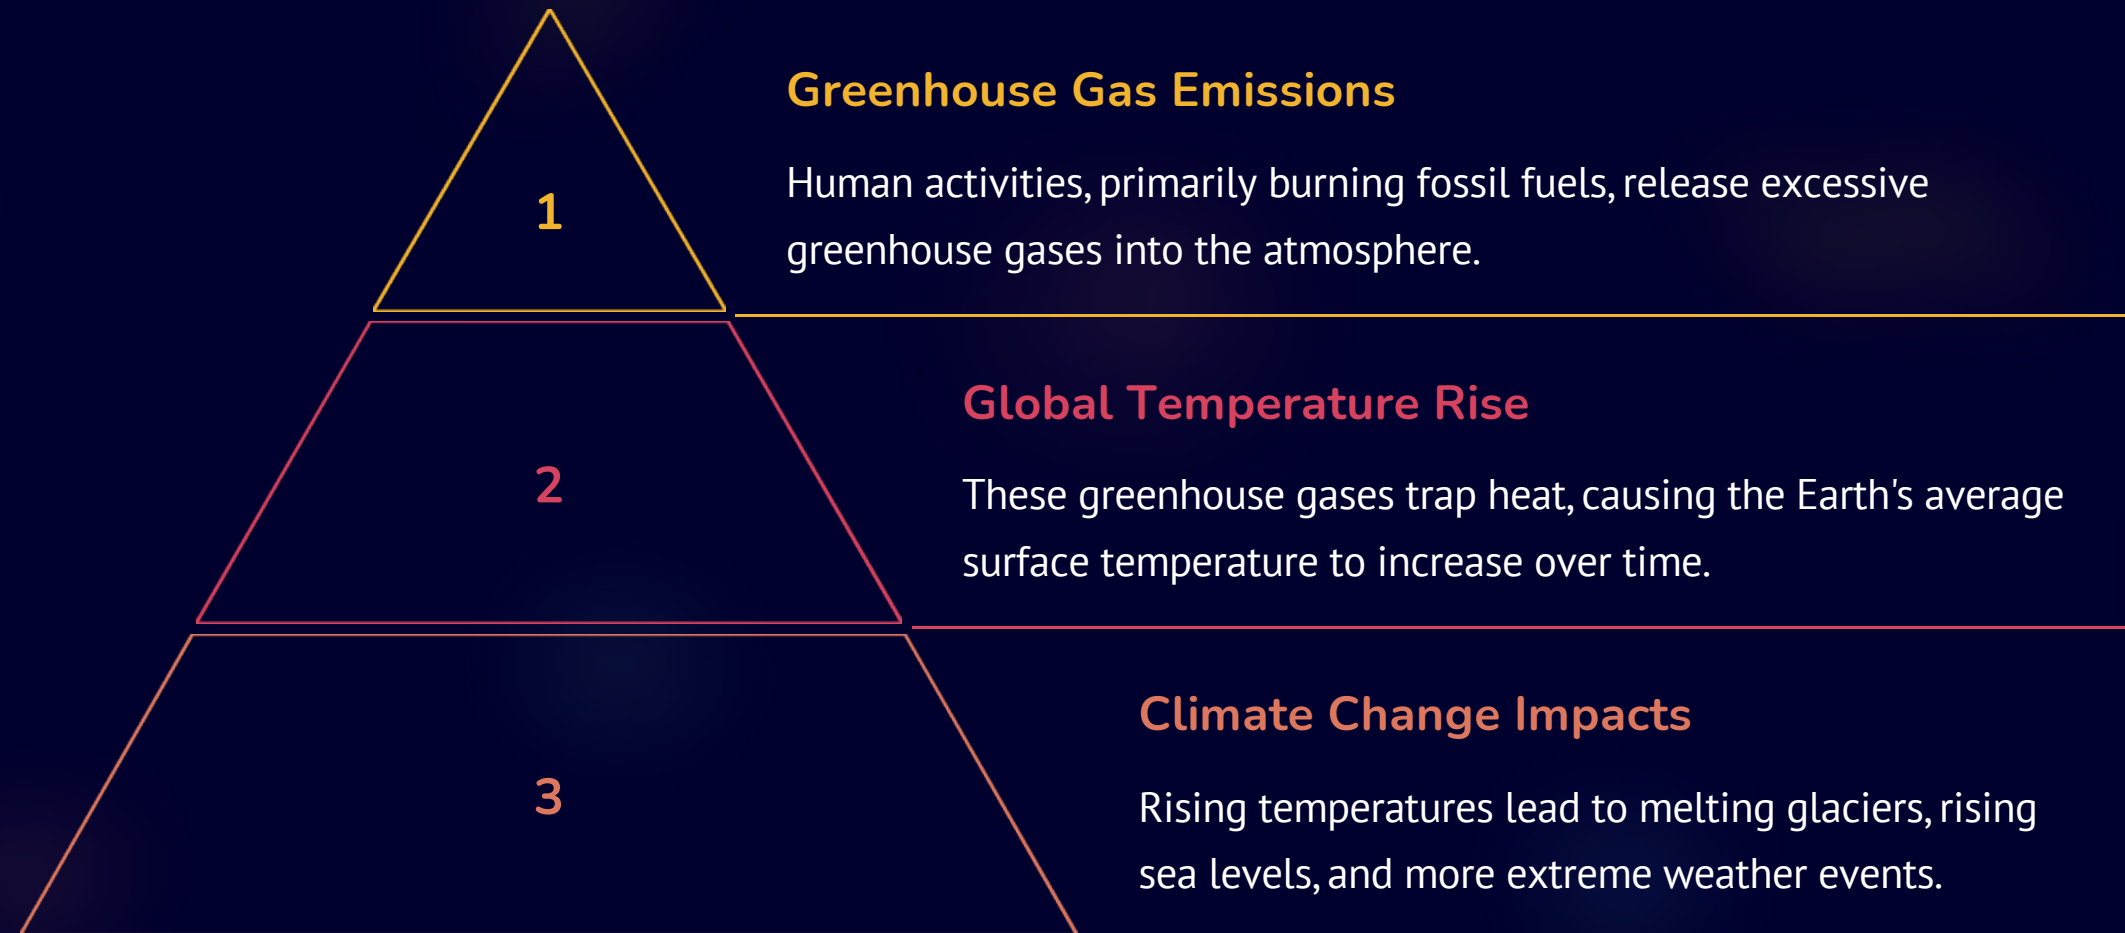 1
Greenhouse Gas Emissions
Human activities, primarily burning fossil fuels, release excessive
greenhouse gases into the atmosphere.
2
Global Temperature Rise
These greenhouse gases trap heat, causing the Earth's average
surface temperature to increase over time.
3
Climate Change Impacts
Rising temperatures lead to melting glaciers, rising
sea levels, and more extreme weather events.